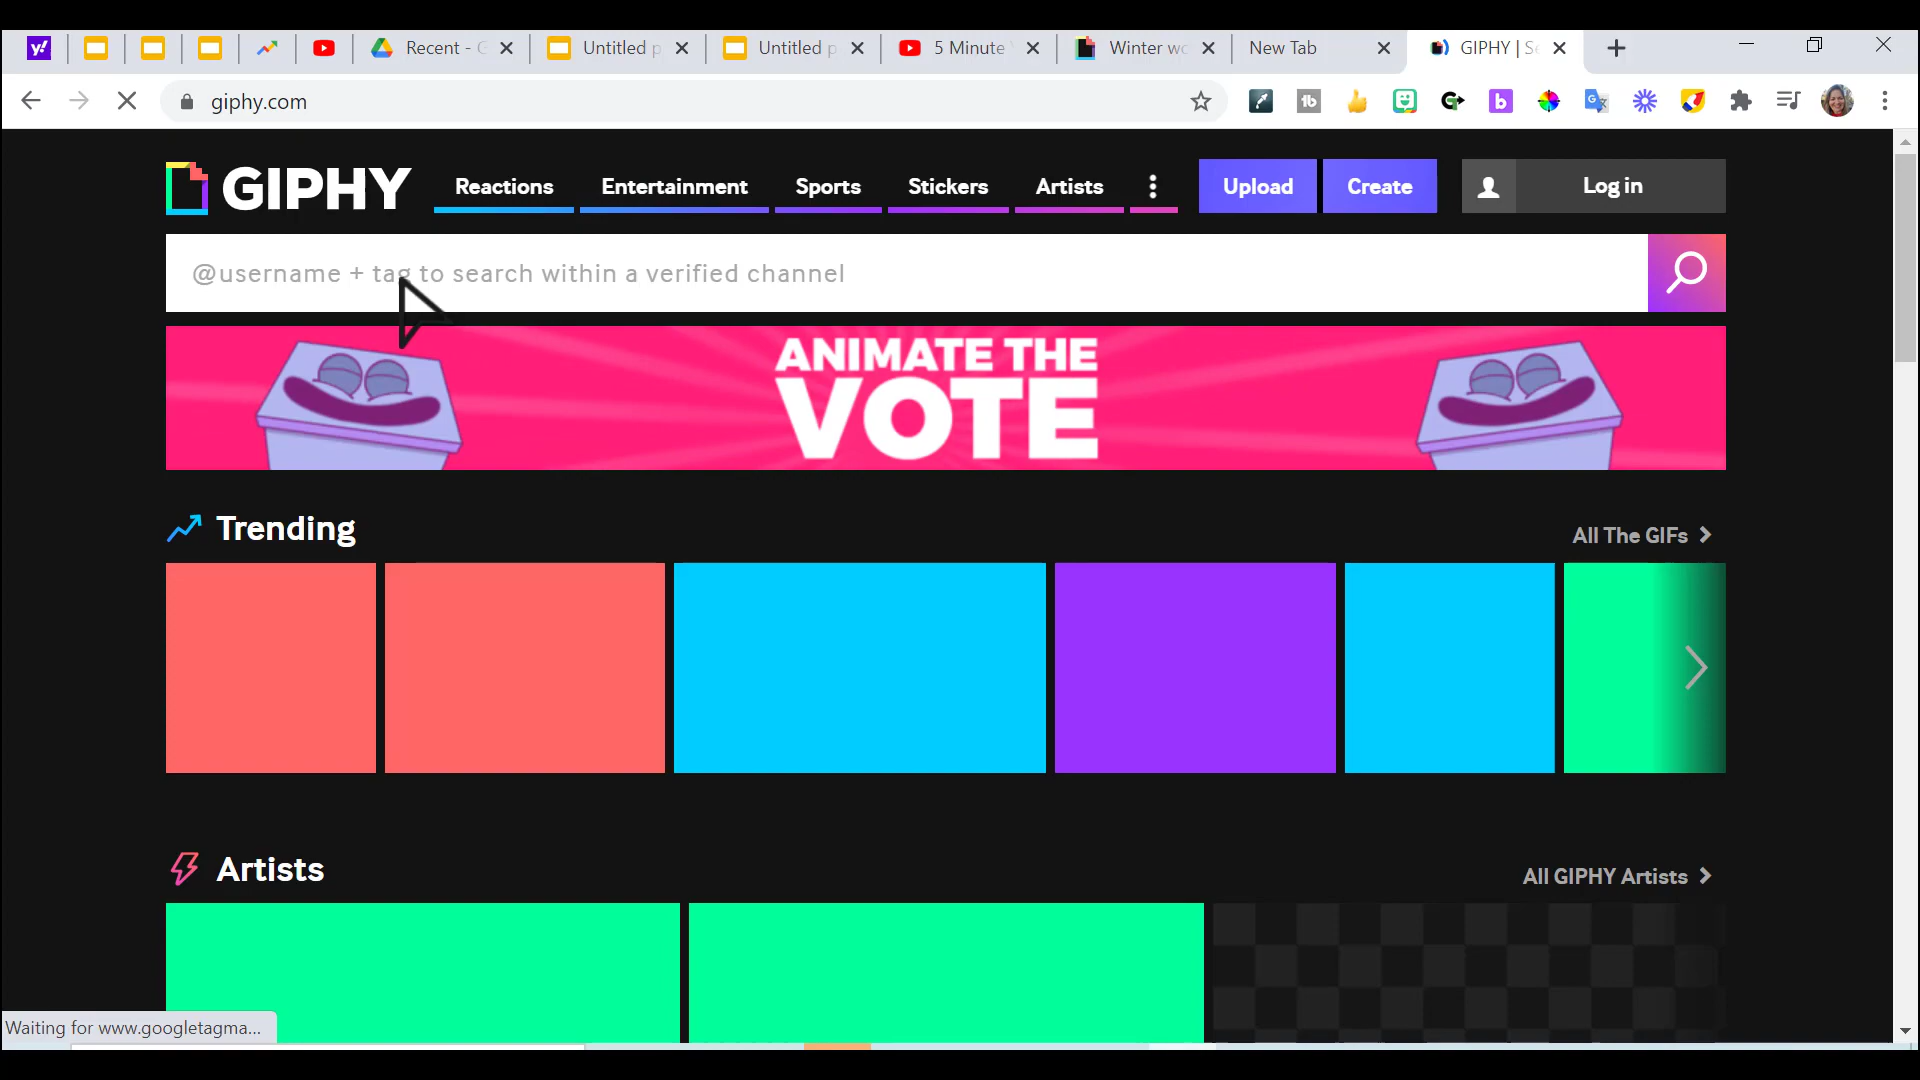 Recent - G
Untitled p
Untitled p
5 Minute
Winter wo
New Tab
GIPHY | Se
giphy.com
GIPHY
Reactions
Entertainment
Sports
Stickers
Artists
Upload
Create
Log in
@username + tag to search within a verified channel
ANIMATE THE
VOTE
Trending
All The GIFs
Artists
All GIPHY Artists
Waiting for www.googletagma...